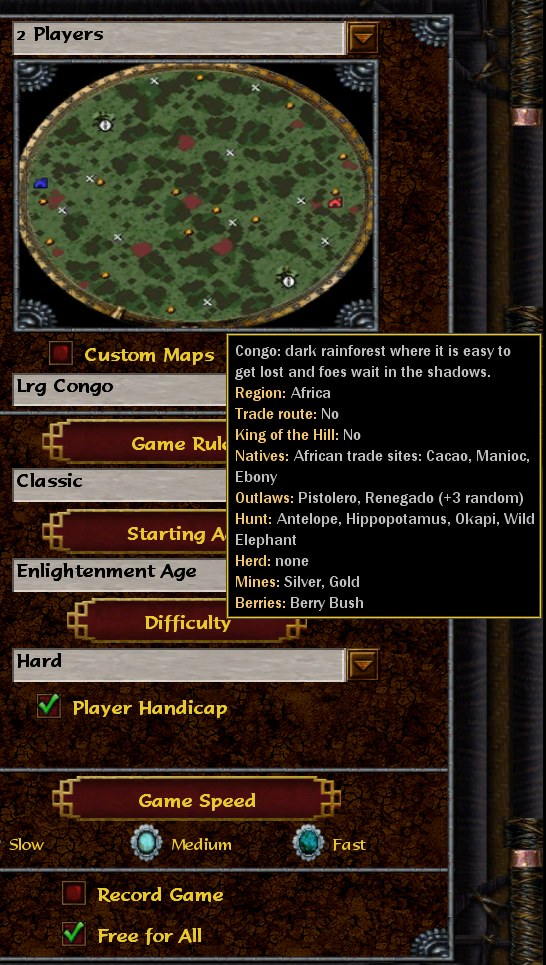 2 Players
Custom Maps
Lrg Congo
Congo: dark rainforest where it is easy to
get lost and foes wait in the shadows.
Region: Africa
Trade route: No
King of the Hill: No
Natives: African trade sites: Cacao, Manioc,
Ebony
Outlaws: Pistolero, Renegado (+3 random)
Hunt: Antelope, Hippopotamus, Okapi, Wild
Elephant
Herd: none
Mines: Silver, Gold
Berries: Berry Bush
Game Rule
Classic
Starting A
Enlightenment Age
Difficulty
Hard
Player Handicap
Game Speed
Slow
Medium
Fast
Record Game
Free for All